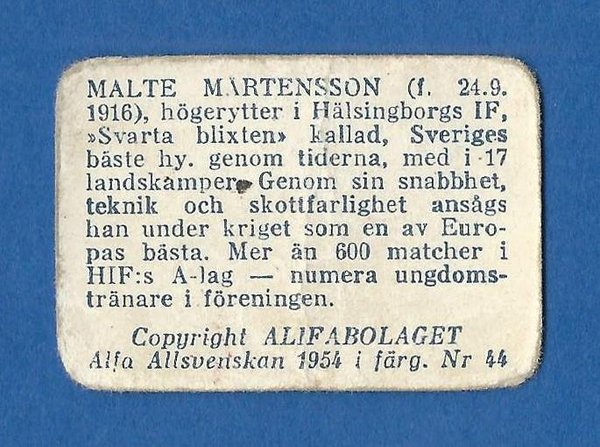 MALTE MÅRTENSSON (f. 24.9.
1916), högerytter i Hälsingborgs IF,
»Svarta blixten» kallad, Sveriges
bäste hy. genom tiderna, med i 17
landskamper. Genom sin snabbhet,
teknik och skottfarlighet ansågs
han under kriget som en av Euro-
pas bästa. Mer än 600 matcher i
HIF:s A-lag — numera ungdoms-
tränare i föreningen.
Copyright ALIFABOLAGET
Alfa Allsvenskan 1954 i färg. Nr 44